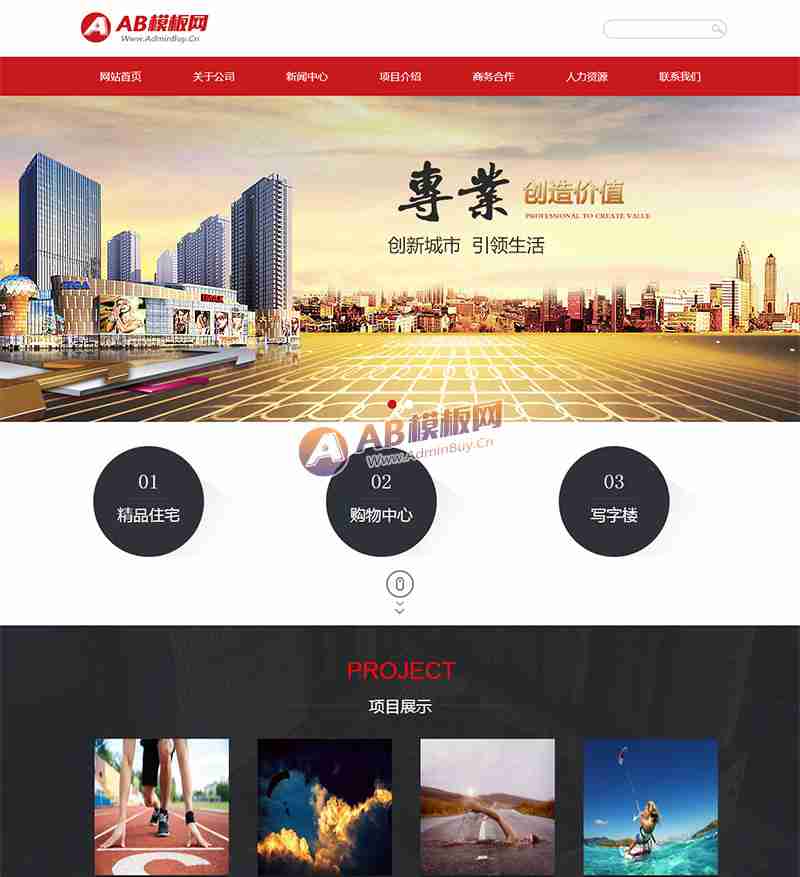 AB模板网
Www.AdminBuy.Cn
网站首页 关于公司 新闻中心 项目介绍 商务合作 人力资源 联系我们
專業 创造价值
PROFESSIONAL TO CREATE VALUE
创新城市 引领生活
AB模板网
Www.AdminBuy.Cn
01 02 03
精品住宅 购物中心 写字楼
PROJECT
项目展示